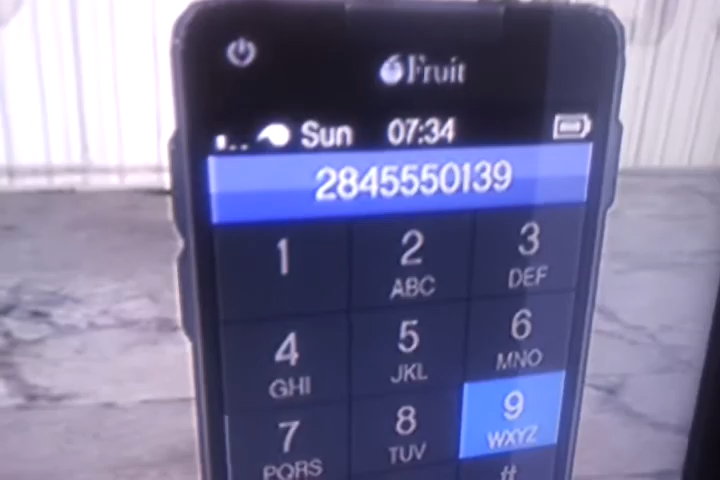 Fruit
Sun 07:34
2845550139
1 2 3
ABC DEF
4 5 6
GHI JKL MNO
7 8 9
PQRS TUV WXYZ
#